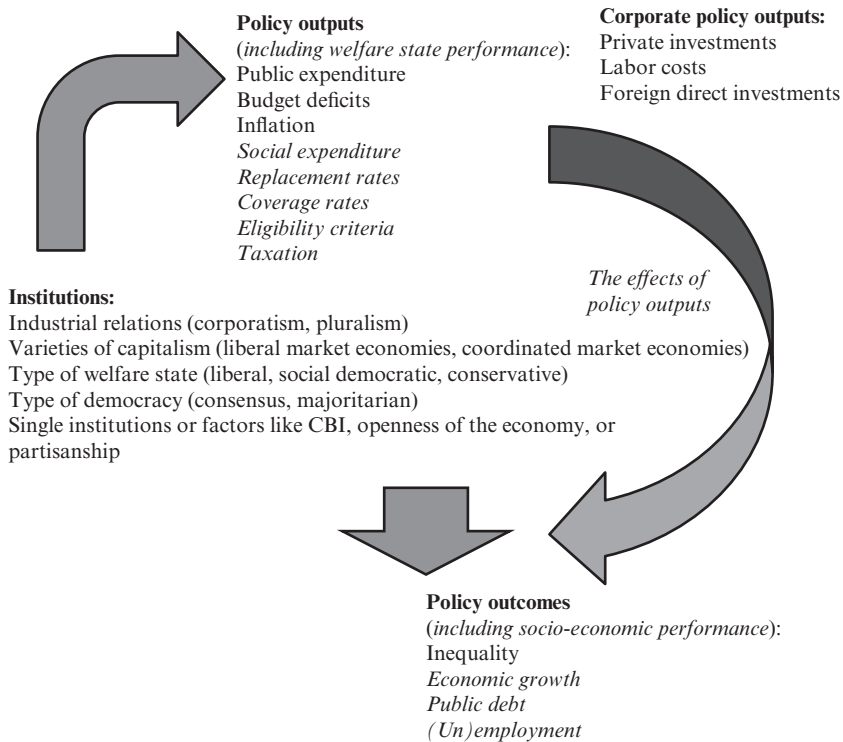 Policy outputs
(including welfare state performance):
Public expenditure
Budget deficits
Inflation
Social expenditure
Replacement rates
Coverage rates
Eligibility criteria
Taxation
Corporate policy outputs:
Private investments
Labor costs
Foreign direct investments
The effects of
policy outputs
Institutions:
Industrial relations (corporatism, pluralism)
Varieties of capitalism (liberal market economies, coordinated market economies)
Type of welfare state (liberal, social democratic, conservative)
Type of democracy (consensus, majoritarian)
Single institutions or factors like CBI, openness of the economy, or
partisanship
Policy outcomes
(including socio-economic performance):
Inequality
Economic growth
Public debt
(Un)employment